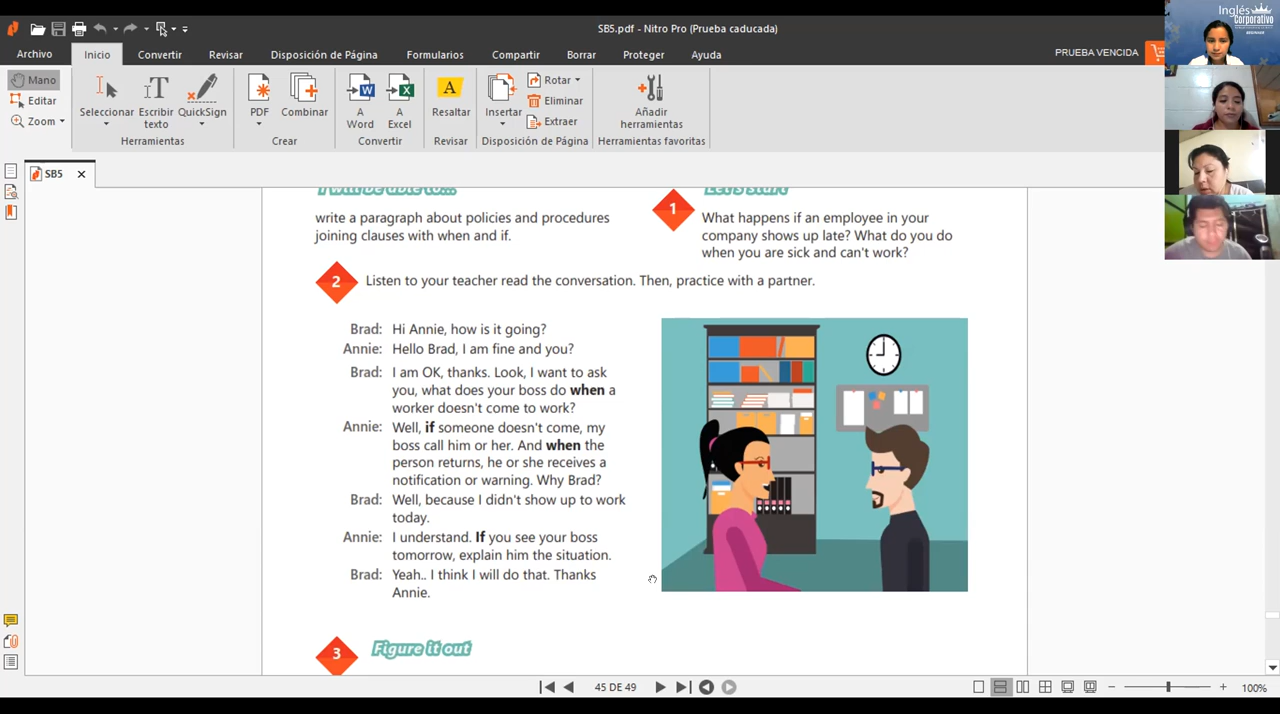 SB5.pdf - Nitro Pro (Prueba caducada)
Archivo Inicio Convertir Revisar Disposición de Página Formularios Compartir Borrar Proteger Ayuda PRUEBA VENCIDA
Mano
Editar
Zoom
Seleccionar
Escribir texto
QuickSign
Herramientas
PDF
Combinar
Crear
A Word
A Excel
Convertir
Resaltar
Revisar
Insertar
Rotar
Eliminar
Extraer
Disposición de Página
Añadir herramientas
Herramientas favoritas
Inglés
Corporativo
SB5
I will be able to...
write a paragraph about policies and procedures
joining clauses with when and if.
Let's start
1
What happens if an employee in your
company shows up late? What do you do
when you are sick and can't work?
2 Listen to your teacher read the conversation. Then, practice with a partner.
Brad: Hi Annie, how is it going?
Annie: Hello Brad, I am fine and you?
Brad: I am OK, thanks. Look, I want to ask
you, what does your boss do when a
worker doesn't come to work?
Annie: Well, if someone doesn't come, my
boss call him or her. And when the
person returns, he or she receives a
notification or warning. Why Brad?
Brad: Well, because I didn't show up to work
today.
Annie: I understand. If you see your boss
tomorrow, explain him the situation.
Brad: Yeah.. I think I will do that. Thanks
Annie.
3 Figure it out
45 DE 49
100%